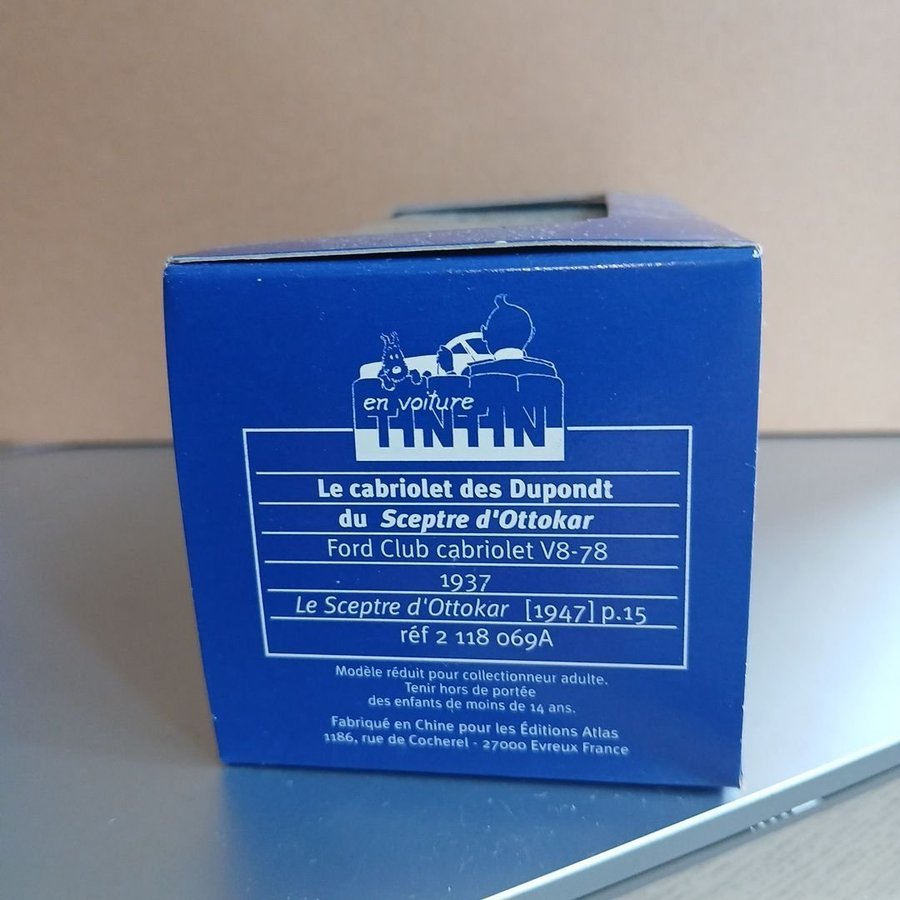 en voiture
TINTIN
Le cabriolet des Dupondt
du Sceptre d'Ottokar
Ford Club cabriolet V8-78
1937
Le Sceptre d'Ottokar [1947] p.15
réf 2 118 069A
Modèle réduit pour collectionneur adulte.
Tenir hors de portée
des enfants de moins de 14 ans.
Fabriqué en Chine pour les Éditions Atlas
1186, rue de Cocherel - 27000 Evreux France